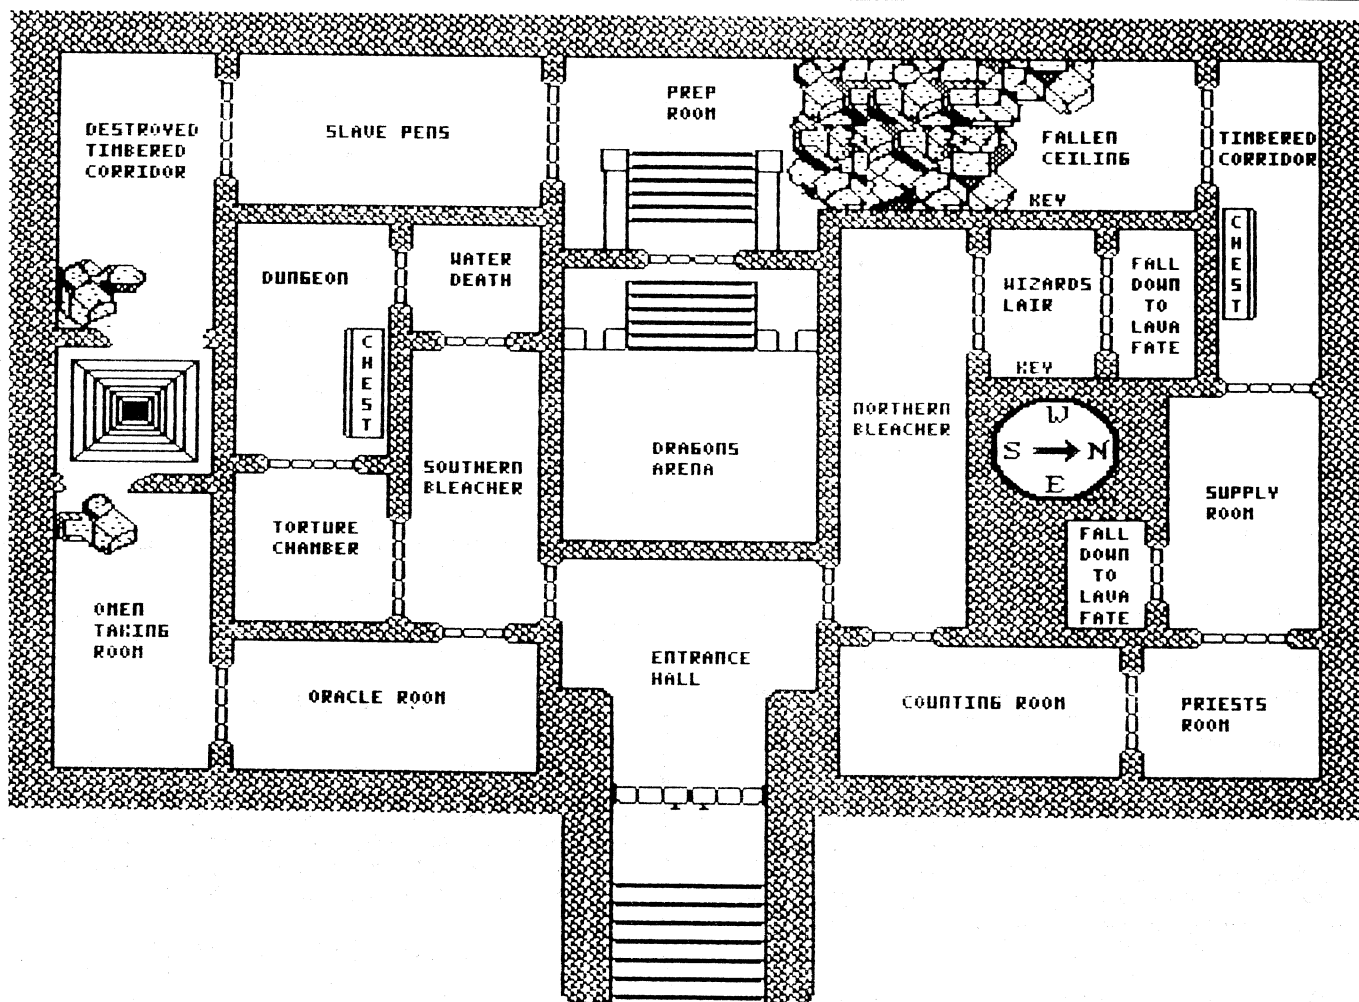 DESTROYED
TIMBERED
CORRIDOR
SLAVE PENS
PREP
ROOM
FALLEN
CEILING
KEY
TIMBERED
CORRIDOR
CHEST
DUNGEON
WATER
DEATH
WIZARDS
LAIR
KEY
FALL
DOWN
TO
LAVA
FATE
CHEST
SOUTHERN
BLEACHER
DRAGONS
ARENA
NORTHERN
BLEACHER
W
S N
E
SUPPLY
ROOM
TORTURE
CHAMBER
FALL
DOWN
TO
LAVA
FATE
OMEN
TAKING
ROOM
ORACLE ROOM
ENTRANCE
HALL
COUNTING ROOM
PRIESTS
ROOM